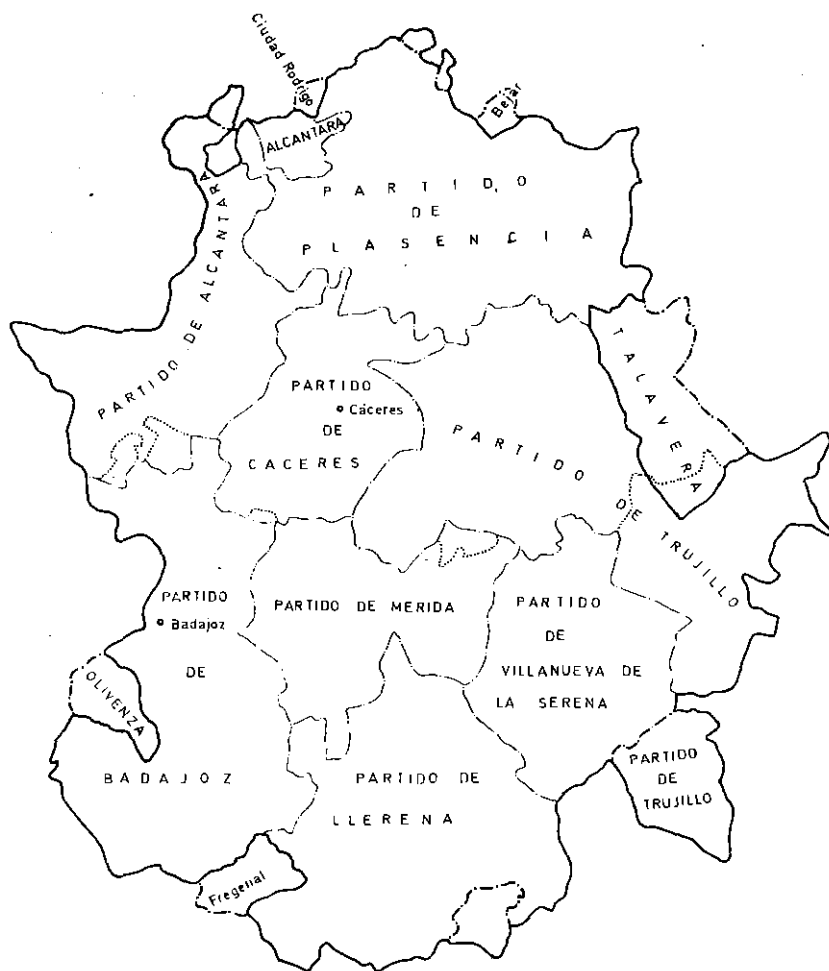 Ciudad Rodrigo
Bejar
ALCANTARA
PARTIDO
DE
PLASENCIA
PARTIDO DE ALCANTARA
TALAVERA
PARTIDO
Cáceres
DE
CACERES
PARTIDO DE TRUJILLO
PARTIDO
Badajoz
DE
BADAJOZ
PARTIDO DE MERIDA
PARTIDO
DE
VILLANUEVA DE
LA SERENA
OLIVENZA
PARTIDO DE
LLERENA
PARTIDO
DE
TRUJILLO
Fregenal